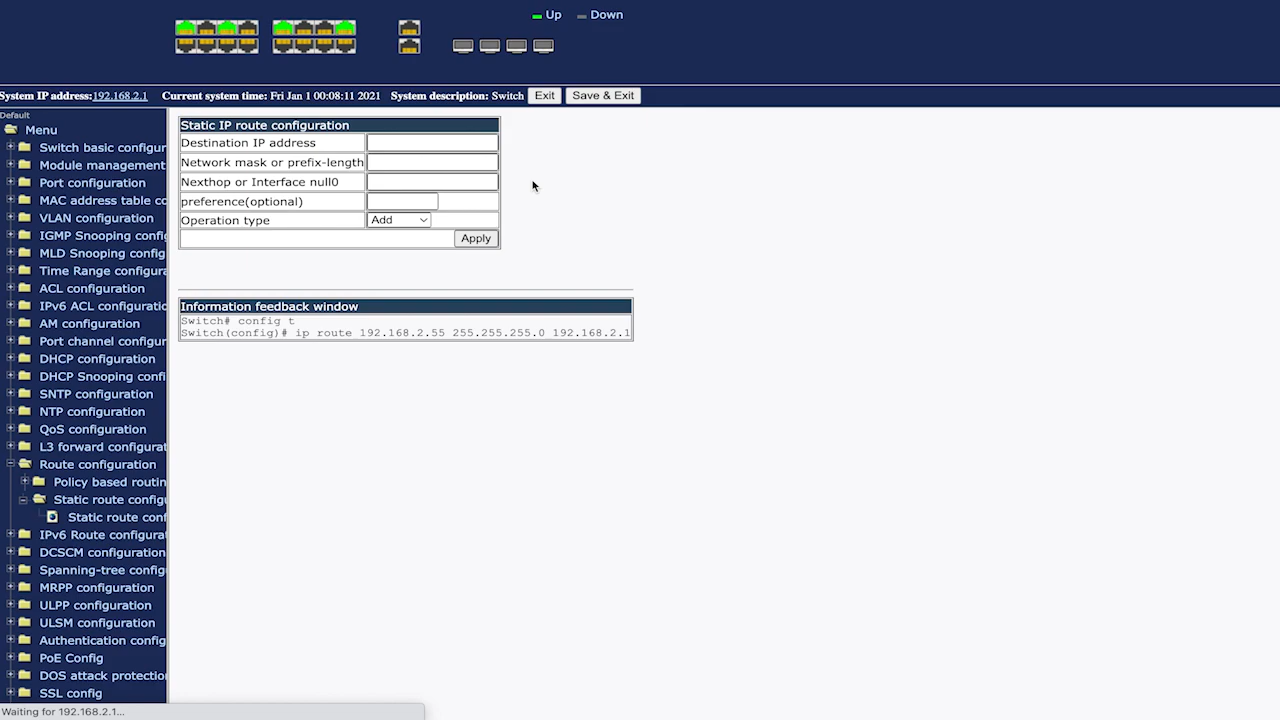 Up Down
System IP address:192.168.2.1 Current system time: Fri Jan 1 00:08:11 2021 System description: Switch Exit Save & Exit
Default
Menu
Switch basic configur
Module management
Port configuration
MAC address table co
VLAN configuration
IGMP Snooping config
MLD Snooping config
Time Range configura
ACL configuration
IPv6 ACL configuratio
AM configuration
Port channel configur
DHCP configuration
DHCP Snooping confi
SNTP configuration
NTP configuration
QoS configuration
L3 forward configurat
Route configuration
Policy based routin
Static route configu
Static route conf
IPv6 Route configurat
DCSCM configuration
Spanning-tree config
MRPP configuration
ULPP configuration
ULSM configuration
Authentication config
PoE Config
DOS attack protection
SSL config
Waiting for 192.168.2.1...
Static IP route configuration
Destination IP address
Network mask or prefix-length
Nexthop or Interface null0
preference(optional)
Operation type Add
Apply
Information feedback window
Switch# config t
Switch(config)# ip route 192.168.2.55 255.255.255.0 192.168.2.1